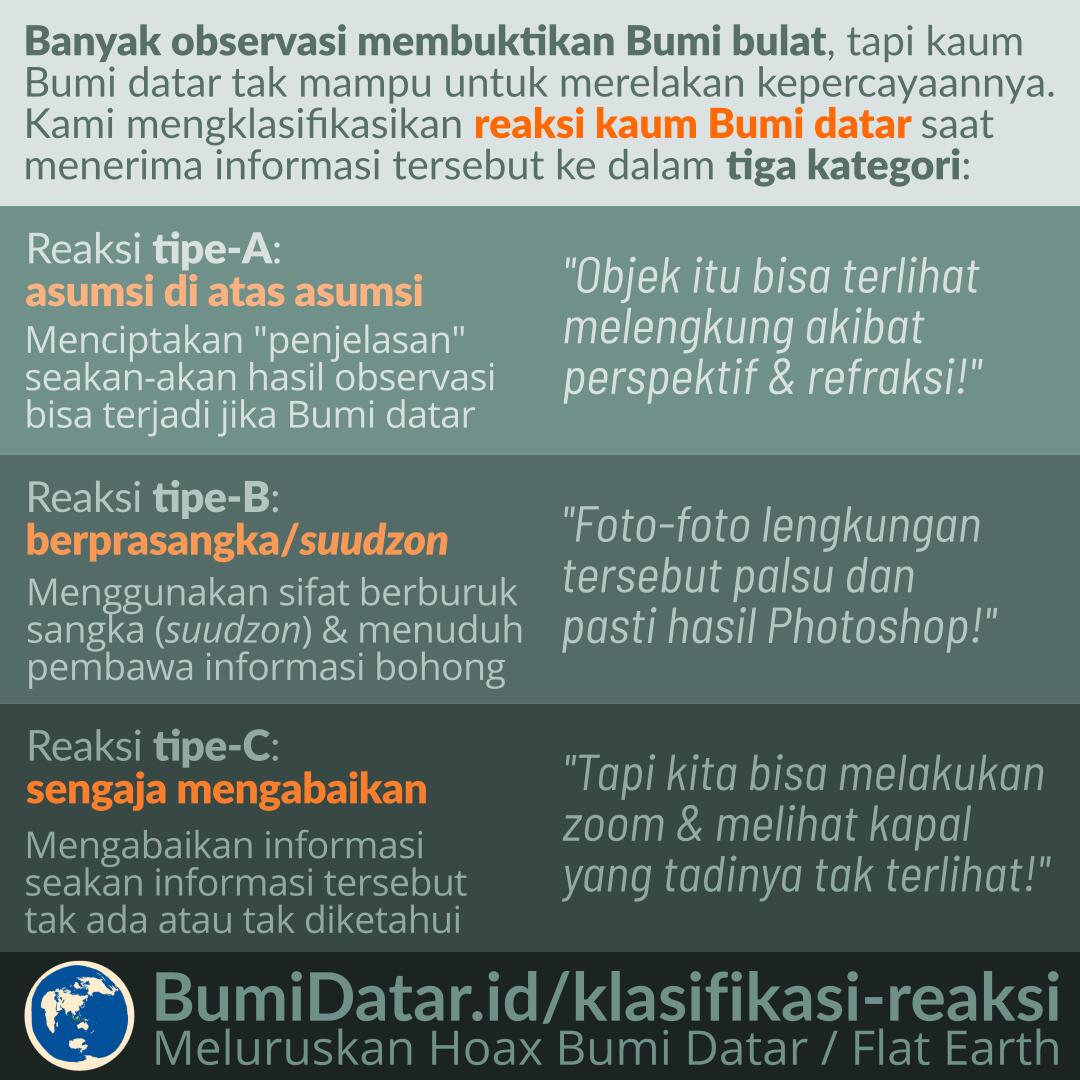 Banyak observasi membuktikan Bumi bulat, tapi kaum
Bumi datar tak mampu untuk merelakan kepercayaannya.
Kami mengklasifikasikan reaksi kaum Bumi datar saat
menerima informasi tersebut ke dalam tiga kategori:
Reaksi tipe-A:
asumsi di atas asumsi
Menciptakan "penjelasan"
seakan-akan hasil observasi
bisa terjadi jika Bumi datar
"Objek itu bisa terlihat
melengkung akibat
perspektif & refraksi!"
Reaksi tipe-B:
berprasangka/suudzon
Menggunakan sifat berburuk
sangka (suudzon) & menuduh
pembawa informasi bohong
"Foto-foto lengkungan
tersebut palsu dan
pasti hasil Photoshop!"
Reaksi tipe-C:
sengaja mengabaikan
Mengabaikan informasi
seakan informasi tersebut
tak ada atau tak diketahui
"Tapi kita bisa melakukan
zoom & melihat kapal
yang tadinya tak terlihat!"
BumiDatar.id/klasifikasi-reaksi
Meluruskan Hoax Bumi Datar / Flat Earth